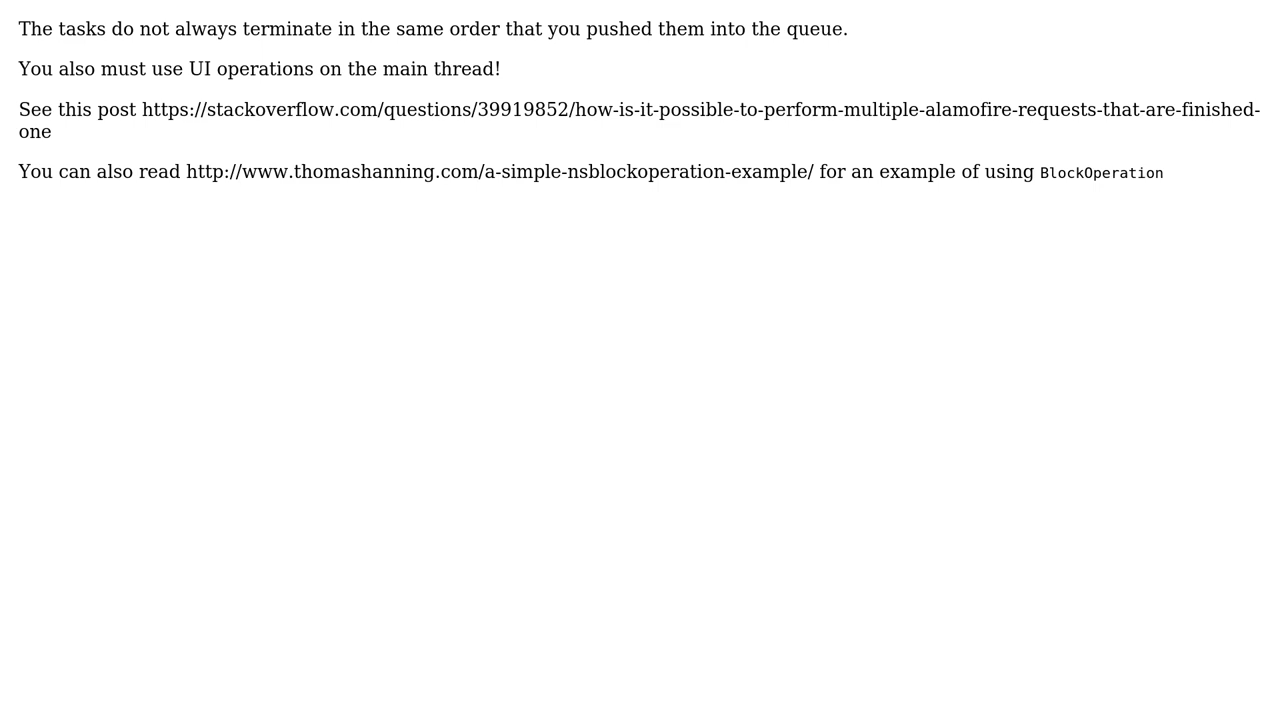 The tasks do not always terminate in the same order that you pushed them into the queue.
You also must use UI operations on the main thread!
See this post https://stackoverflow.com/questions/39919852/how-is-it-possible-to-perform-multiple-alamofire-requests-that-are-finished-
one
You can also read http://www.thomashanning.com/a-simple-nsblockoperation-example/ for an example of using BlockOperation